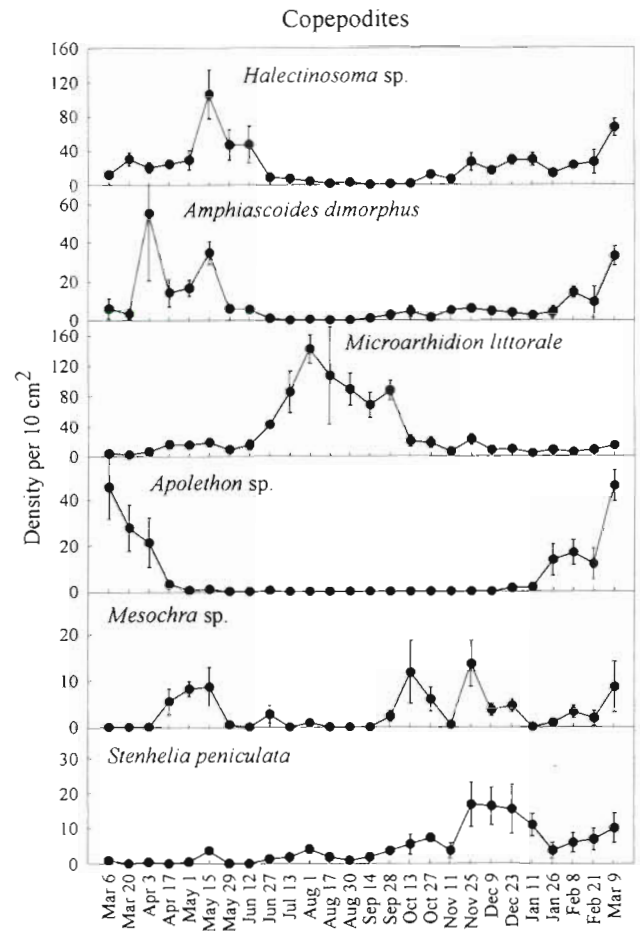 Copepodites
Density per 10 cm²
160
120
80
40
0
Halectinosoma sp.
60
40
20
0
Amphiascoides dimorphus
160
120
80
40
0
Microarthidion littorale
40
20
0
Apolethon sp.
20
10
0
Mesochra sp.
30
20
10
0
Stenhelia peniculata
Mar 6
Mar 20
Apr 3
Apr 17
May 1
May 15
May 29
Jun 12
Jun 27
Jul 13
Aug 1
Aug 17
Aug 30
Sep 14
Sep 28
Oct 13
Oct 27
Nov 11
Nov 25
Dec 9
Dec 23
Jan 11
Jan 26
Feb 8
Feb 21
Mar 9